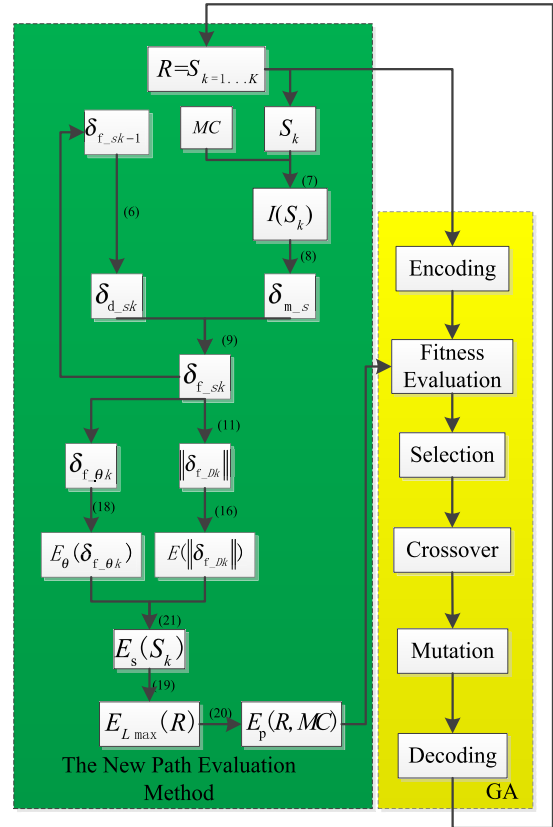 R=S_{k=1...K}
δ_{f_sk-1}
MC
S_k
(7)
(6)
I(S_k)
(8)
δ_{d_sk}
δ_{m_s}
(9)
δ_{f_sk}
(11)
δ_{f_θk}
‖δ_{f_Dk}‖
(18)
(16)
E_θ(δ_{f_θk})
E(‖δ_{f_Dk}‖)
(21)
E_s(S_k)
(19)
E_{L max}(R)
(20)
E_p(R, MC)
The New Path Evaluation
Method
Encoding
Fitness
Evaluation
Selection
Crossover
Mutation
Decoding
GA